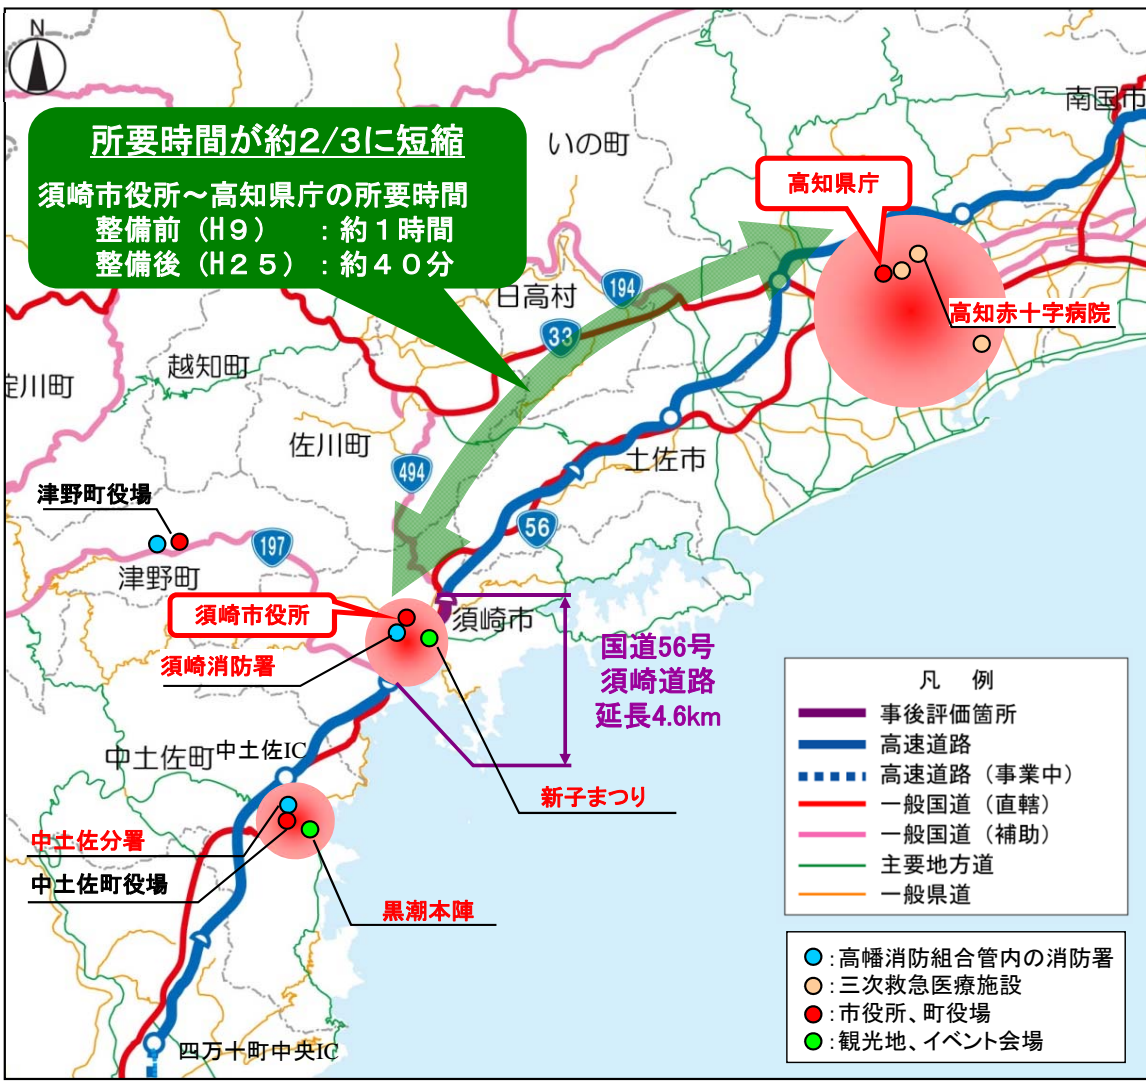 N
南国市
所要時間が約2/3に短縮
須崎市役所～高知県庁の所要時間
整備前（H9）　：約１時間
整備後（H２５）：約４０分
いの町
高知県庁
194
日高村
高知赤十字病院
33
越知町
淀川町
佐川町
土佐市
494
津野町役場
56
197
津野町
須崎市役所
須崎市
須崎消防署
国道56号
須崎道路
延長4.6km
凡　例
事後評価箇所
高速道路
高速道路（事業中）
一般国道（直轄）
一般国道（補助）
主要地方道
一般県道
中土佐町
中土佐IC
新子まつり
中土佐分署
中土佐町役場
黒潮本陣
：高幡消防組合管内の消防署
：三次救急医療施設
：市役所、町役場
：観光地、イベント会場
四万十町中央IC